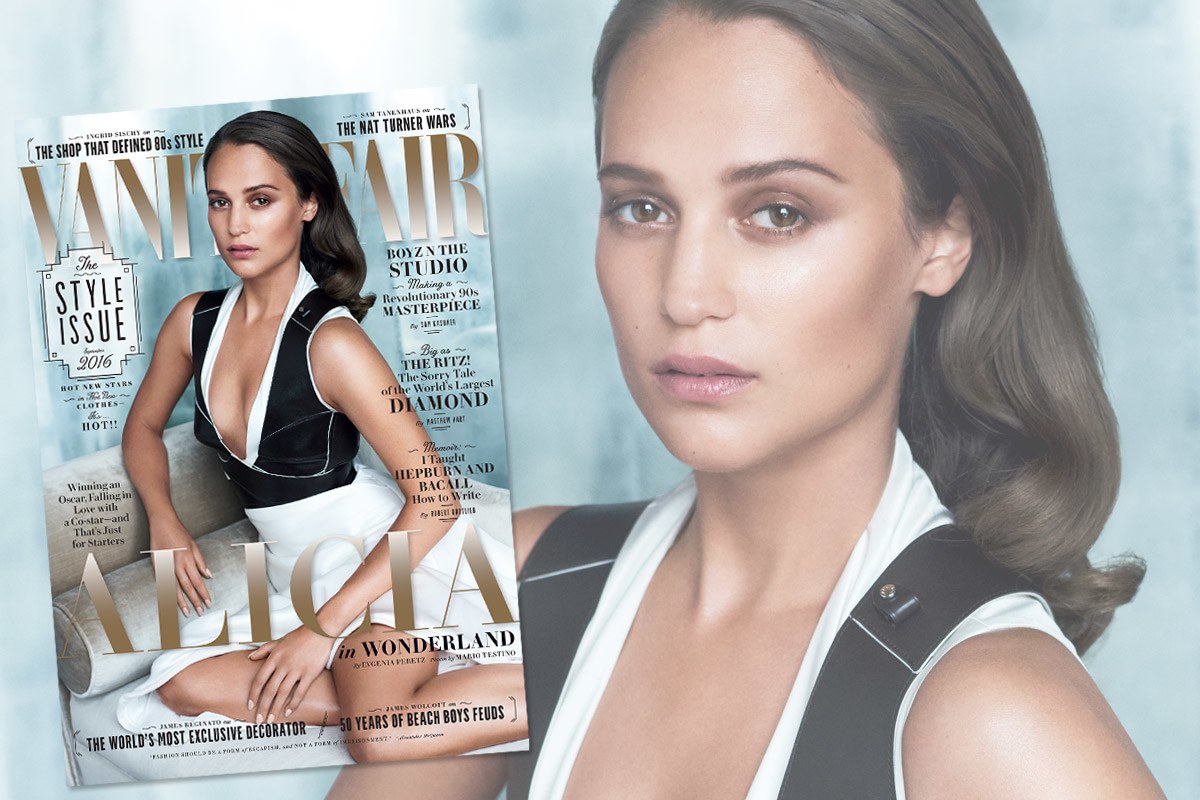 INGRID SISCHY on
THE SHOP THAT DEFINED 80s STYLE
SAM TANENHAUS on
THE NAT TURNER WARS
VANITY FAIR
The
STYLE
ISSUE
September
2016
HOT NEW STARS
in Hot New
CLOTHES—
It's...
HOT!!
BOYZ N THE
STUDIO
Making a
Revolutionary 90s
MASTERPIECE
By SAM KASHNER
Big as
THE RITZ!
The Sorry Tale
of the World's Largest
DIAMOND
By MATTHEW HART
Memoir:
I Taught
HEPBURN AND
BACALL
How to Write
By ROBERT GOTTLIEB
Winning an
Oscar, Falling in
Love with
a Co-star—and
That's Just
for Starters
ALICIA
in WONDERLAND
By EVGENIA PERETZ Photos by MARIO TESTINO
JAMES REGINATO on
THE WORLD'S MOST EXCLUSIVE DECORATOR
JAMES WOLCOTT on
50 YEARS OF BEACH BOYS FEUDS
"FASHION SHOULD BE A FORM of ESCAPISM, and NOT A FORM of IMPRISONMENT." —Alexander McQueen